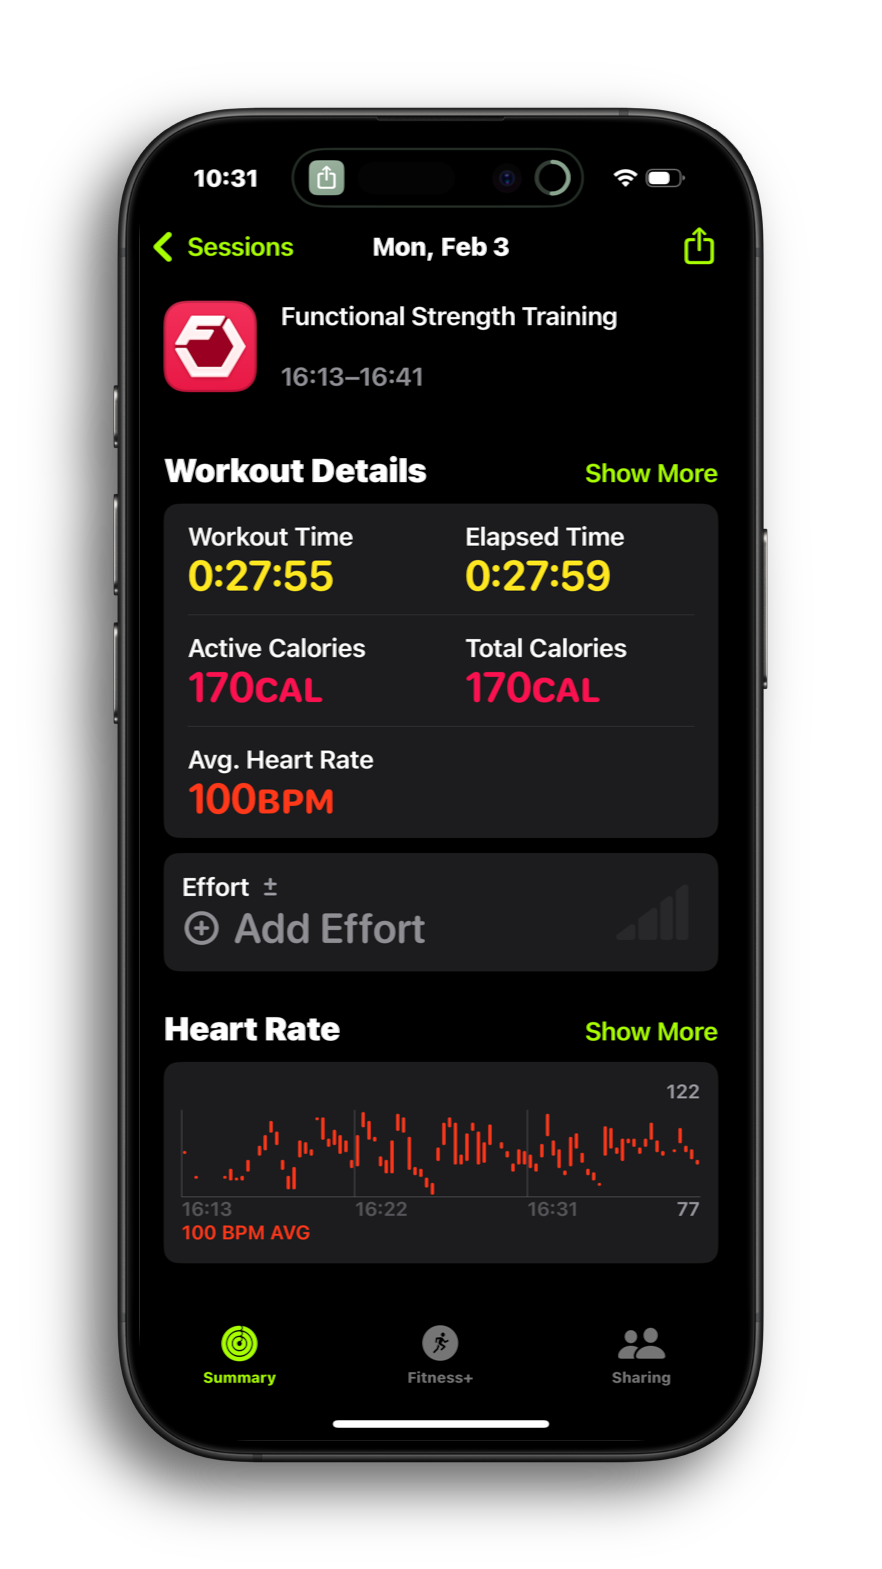 10:31
Sessions
Mon, Feb 3
Functional Strength Training
16:13–16:41
Workout Details
Show More
Workout Time
Elapsed Time
0:27:55
0:27:59
Active Calories
Total Calories
170CAL
170CAL
Avg. Heart Rate
100BPM
Effort ±
Add Effort
Heart Rate
Show More
122
16:13
16:22
16:31
77
100 BPM AVG
Summary
Fitness+
Sharing